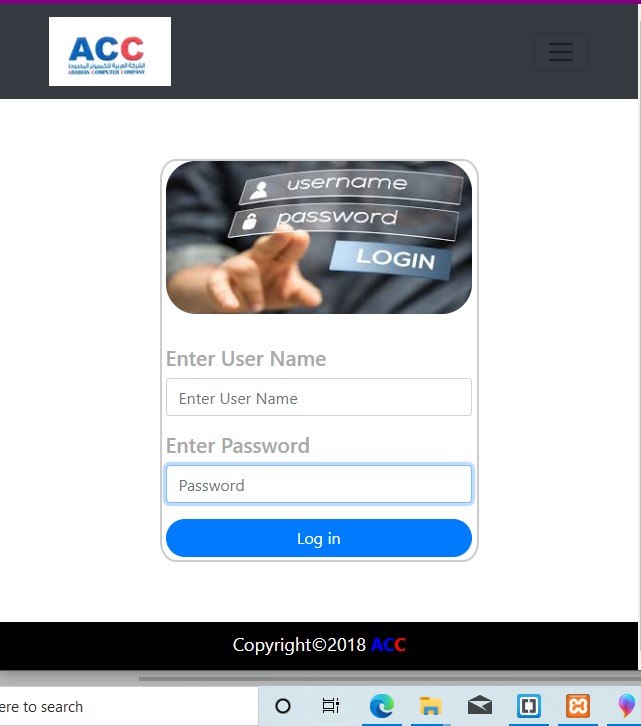 ACC
الشركة العربية للكمبيوتر المحدودة
ARABIAN COMPUTER COMPANY
username
password
LOGIN
Enter User Name
Enter User Name
Enter Password
Password
Log in
Copyright©2018 ACC
ere to search